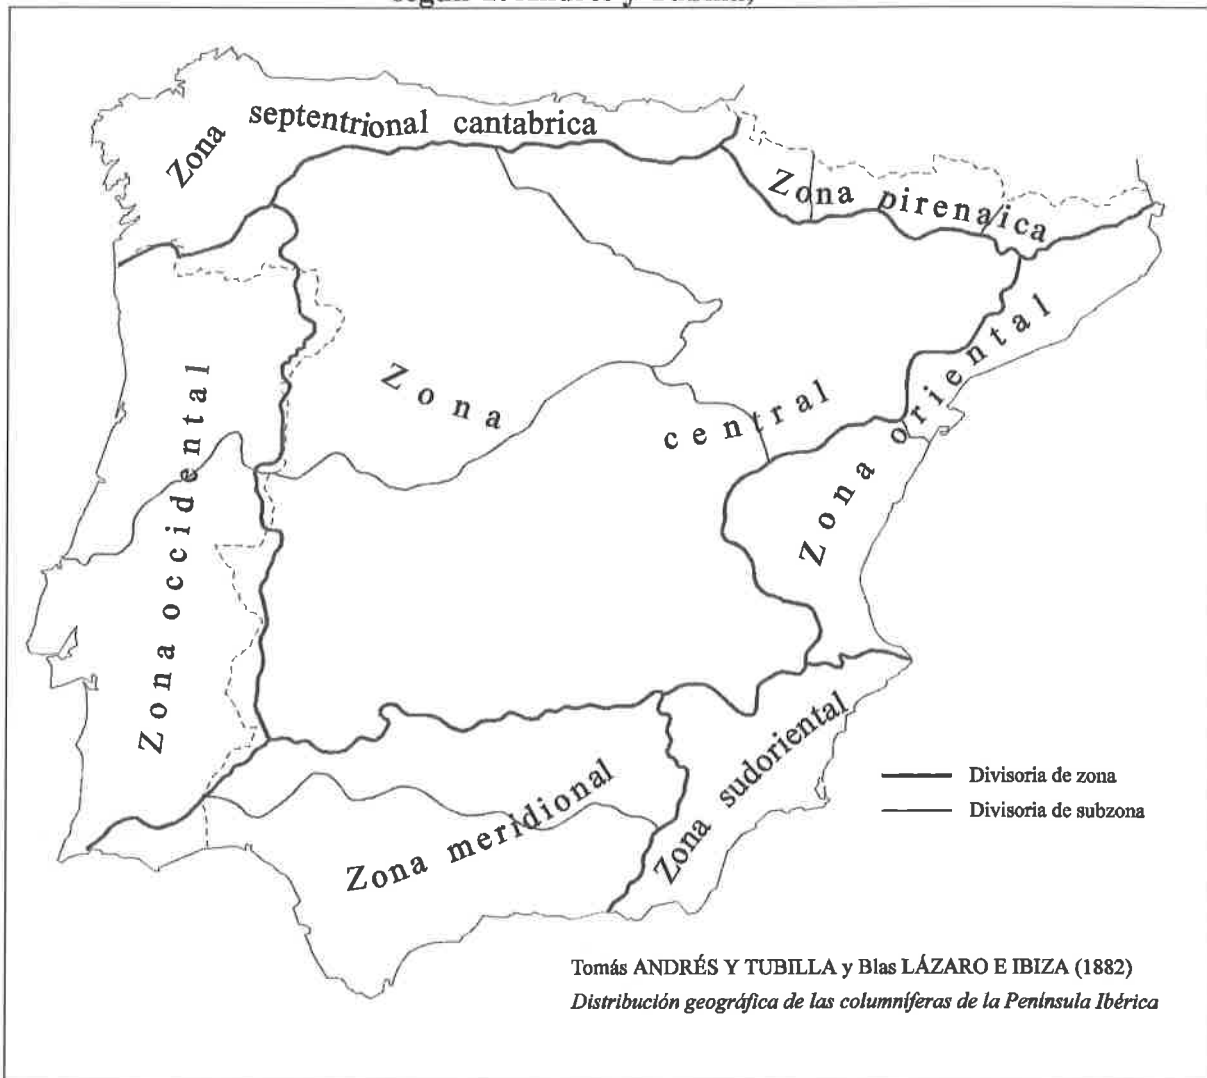 Zona septentrional cantabrica
Zona pirenaica
Zona central
Zona oriental
Zona occidental
Zona sudoriental
Zona meridional
Divisoria de zona
Divisoria de subzona
Tomás ANDRÉS Y TUBILLA y Blas LÁZARO E IBIZA (1882)
Distribución geográfica de las columníferas de la Península Ibérica